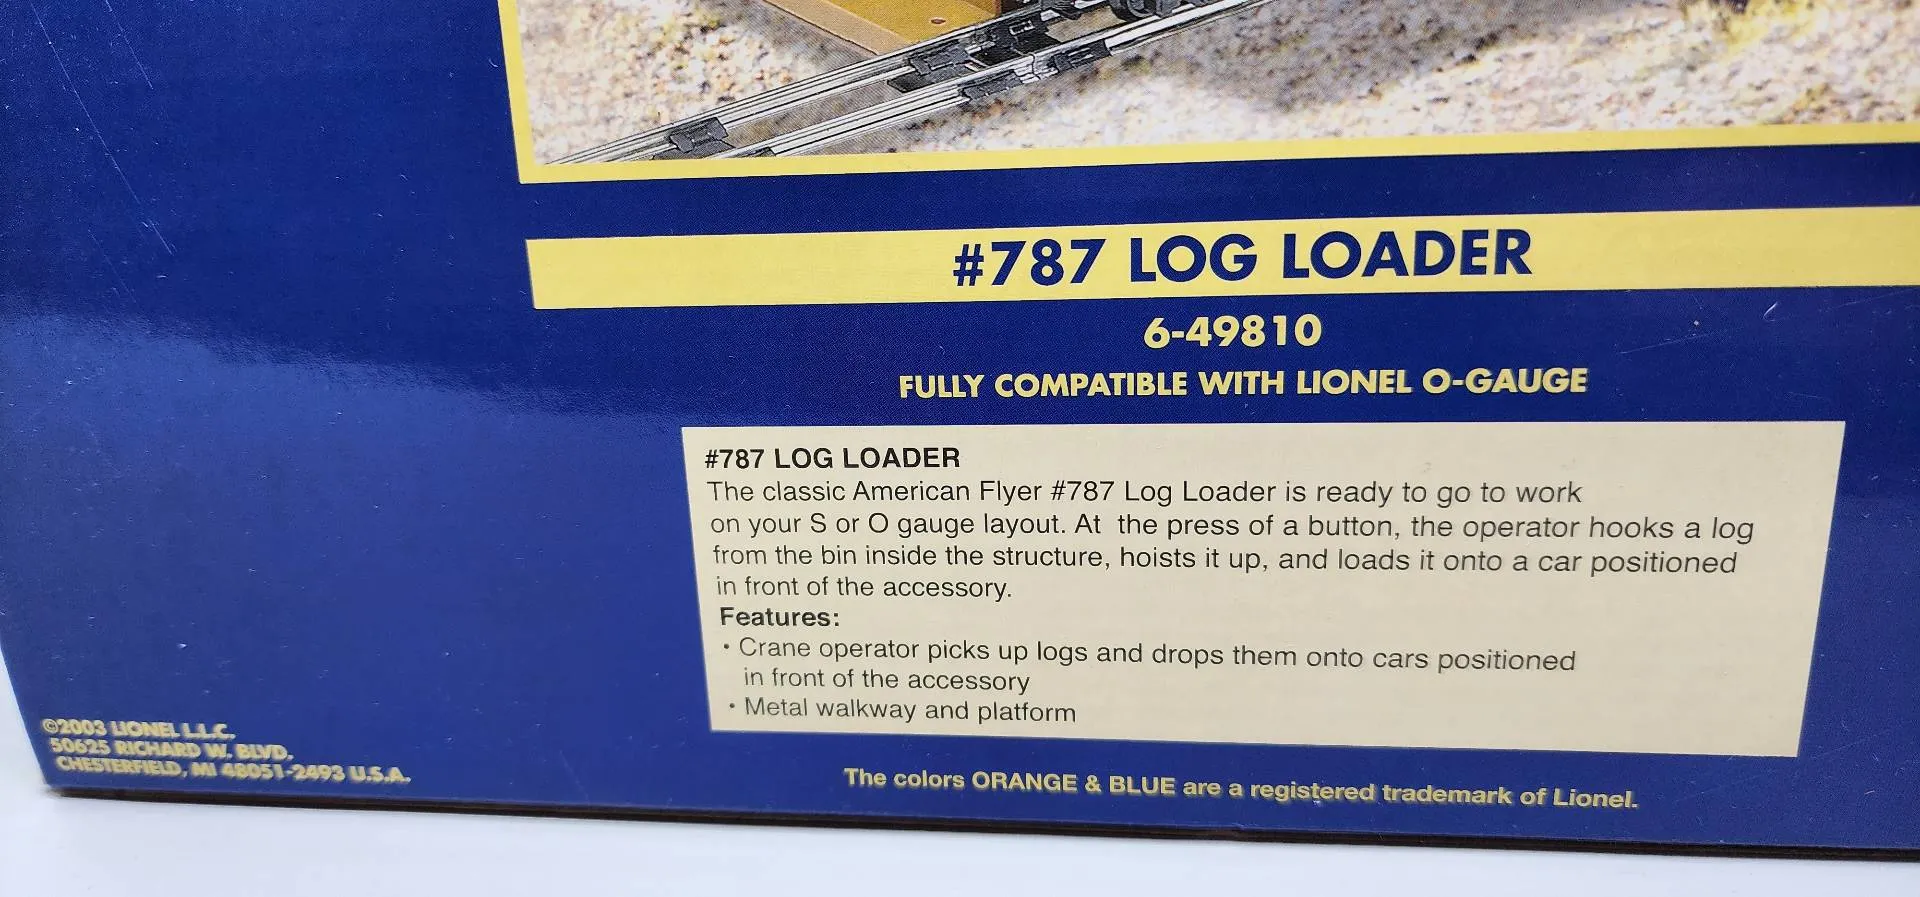 #787 LOG LOADER
6-49810
FULLY COMPATIBLE WITH LIONEL O-GAUGE
#787 LOG LOADER
The classic American Flyer #787 Log Loader is ready to go to work
on your S or O gauge layout. At the press of a button, the operator hooks a log
from the bin inside the structure, hoists it up, and loads it onto a car positioned
in front of the accessory.
Features:
• Crane operator picks up logs and drops them onto cars positioned
in front of the accessory
• Metal walkway and platform
©2003 LIONEL L.L.C.
50625 RICHARD W. BLVD.
CHESTERFIELD, MI 48051-2493 U.S.A.
The colors ORANGE & BLUE are a registered trademark of Lionel.